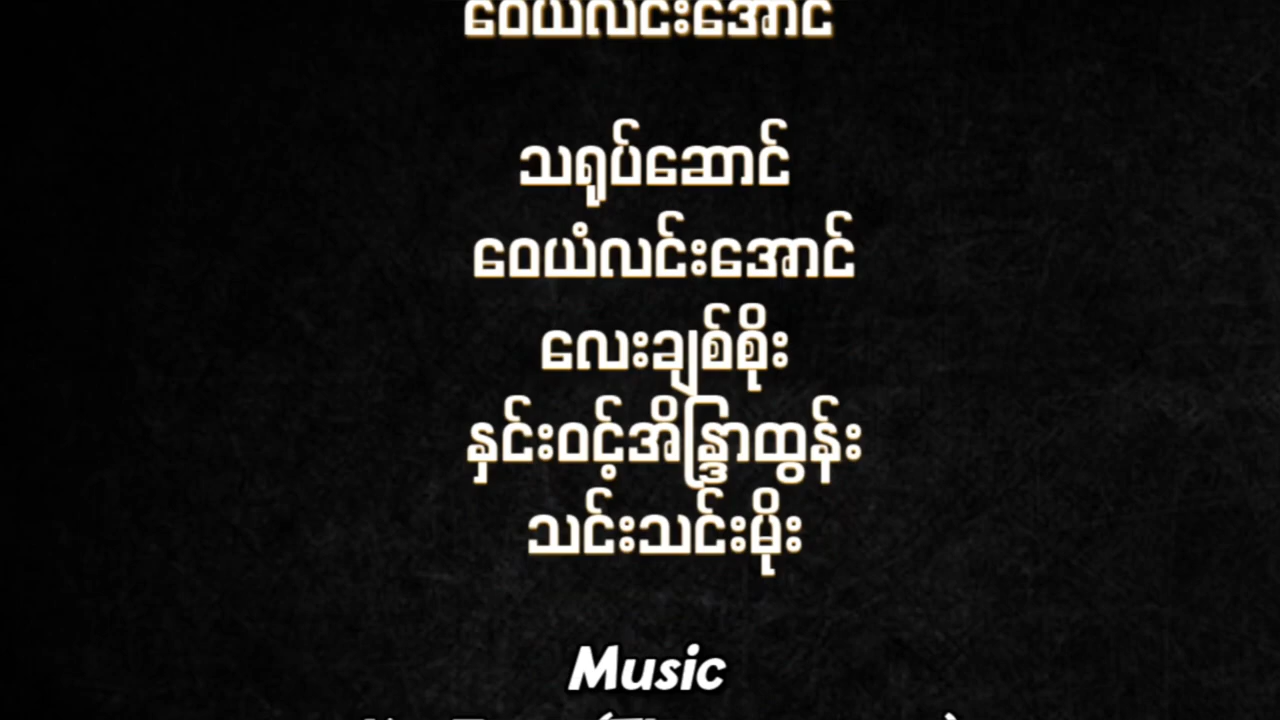 ဝေယံလင်းအောင်
သရုပ်ဆောင်
ဝေယံလင်းအောင်
လေးချစ်စိုး
နှင်းဝင့်အိန္ဒြာထွန်း
သင်းသင်းမိုး
Music